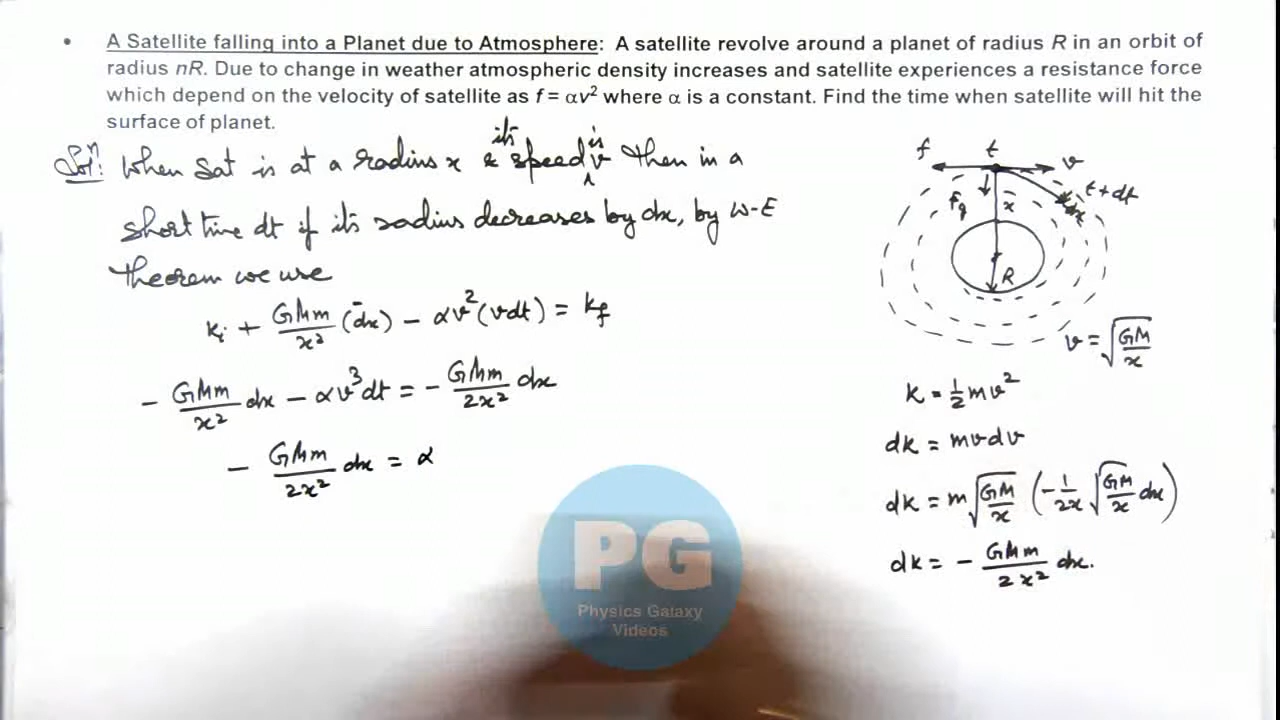 • A Satellite falling into a Planet due to Atmosphere: A satellite revolve around a planet of radius R in an orbit of
radius nR. Due to change in weather atmospheric density increases and satellite experiences a resistance force
which depend on the velocity of satellite as f = αv² where α is a constant. Find the time when satellite will hit the
surface of planet.
Solⁿ: When sat is at a radius x & its speed is v then in a
short time dt if its radius decreases by dx, by W-E
theorem we use
kᵢ + GMm/x² (-dx) − αv²(vdt) = k_f
− GMm/x² dx − αv³dt = − GMm/2x² dx
− GMm/2x² dx = α
f t v
F_g x t + dt
dx
R
v = √(GM/x)
k = ½mv²
dk = mvdv
dk = m√(GM/x) (−1/2x √(GM/x) dx)
dk = − GMm/2x² dx.
PG
Physics Galaxy
Videos